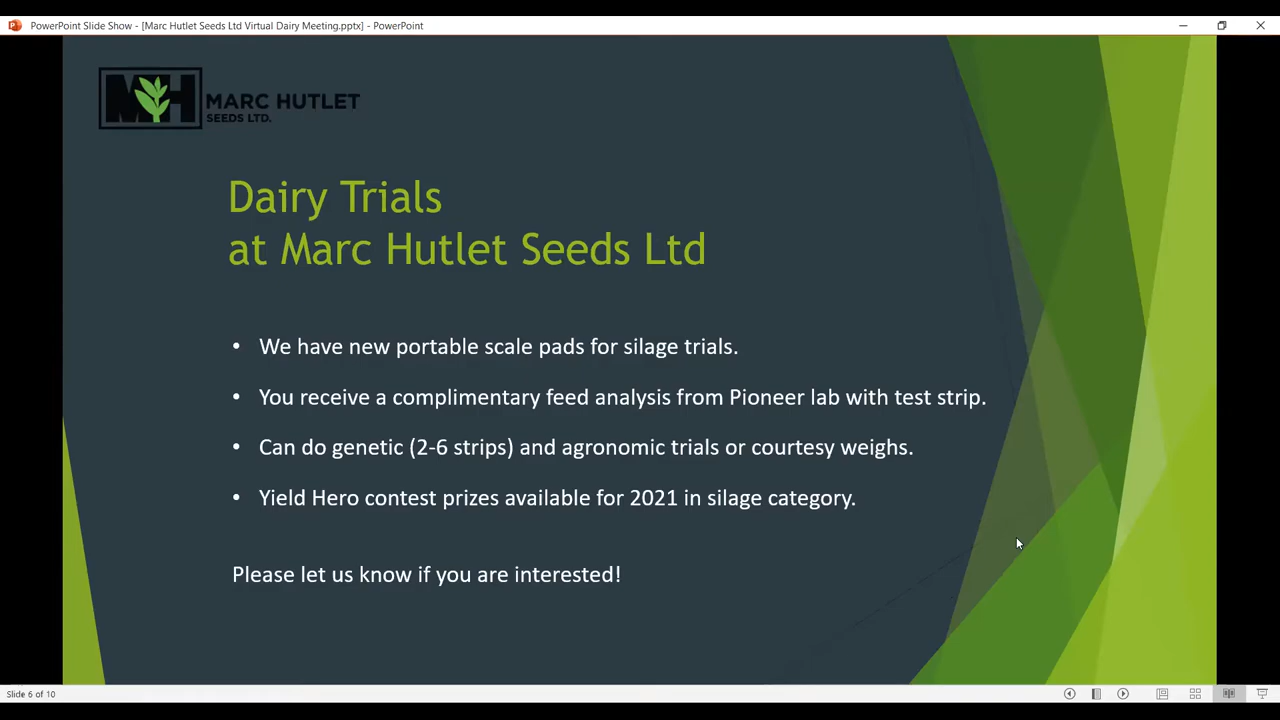 PowerPoint Slide Show - [Marc Hutlet Seeds Ltd Virtual Dairy Meeting.pptx] - PowerPoint
MH MARC HUTLET
SEEDS LTD.
Dairy Trials
at Marc Hutlet Seeds Ltd
• We have new portable scale pads for silage trials.
• You receive a complimentary feed analysis from Pioneer lab with test strip.
• Can do genetic (2-6 strips) and agronomic trials or courtesy weighs.
• Yield Hero contest prizes available for 2021 in silage category.
Please let us know if you are interested!
Slide 6 of 10